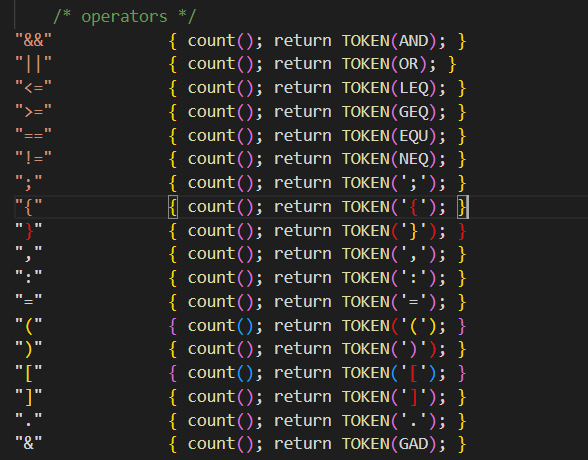 /* operators */
"&&" { count(); return TOKEN(AND); }
"||" { count(); return TOKEN(OR); }
"<=" { count(); return TOKEN(LEQ); }
">=" { count(); return TOKEN(GEQ); }
"==" { count(); return TOKEN(EQU); }
"!=" { count(); return TOKEN(NEQ); }
";" { count(); return TOKEN(';'); }
"{" { count(); return TOKEN('{'); }
"}" { count(); return TOKEN('}'); }
"," { count(); return TOKEN(','); }
":" { count(); return TOKEN(':'); }
"=" { count(); return TOKEN('='); }
"(" { count(); return TOKEN('('); }
")" { count(); return TOKEN(')'); }
"[" { count(); return TOKEN('['); }
"]" { count(); return TOKEN(']'); }
"." { count(); return TOKEN('.'); }
"&" { count(); return TOKEN(GAD); }